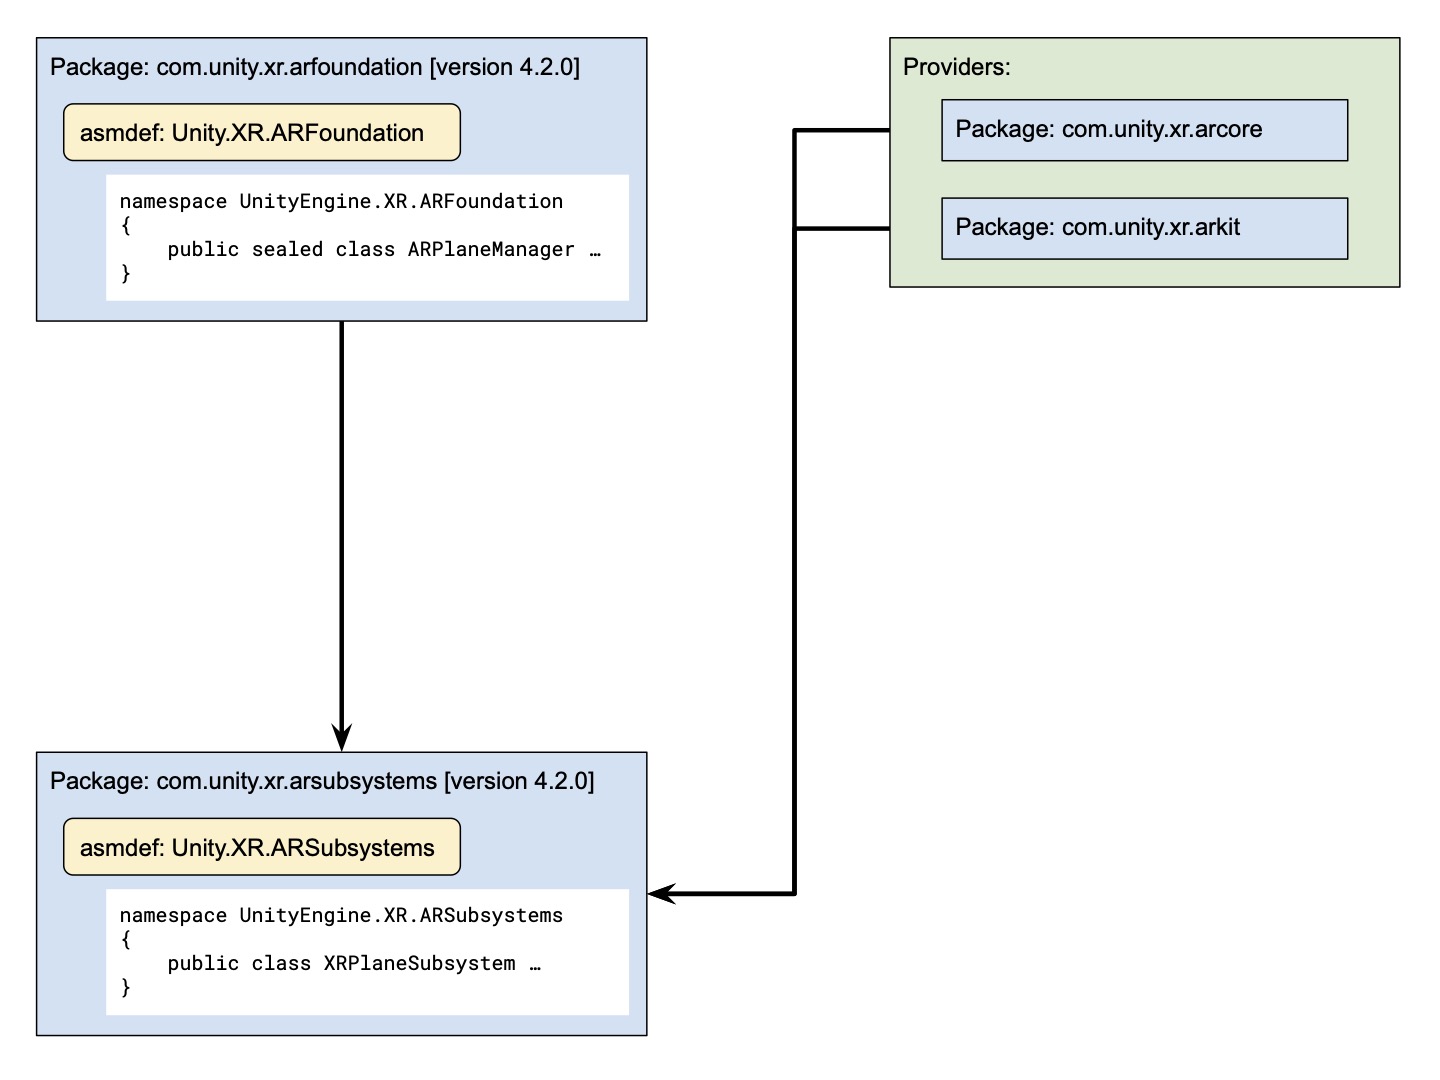 Package: com.unity.xr.arfoundation [version 4.2.0]
asmdef: Unity.XR.ARFoundation
namespace UnityEngine.XR.ARFoundation
{
    public sealed class ARPlaneManager …
}
Providers:
Package: com.unity.xr.arcore
Package: com.unity.xr.arkit
Package: com.unity.xr.arsubsystems [version 4.2.0]
asmdef: Unity.XR.ARSubsystems
namespace UnityEngine.XR.ARSubsystems
{
    public class XRPlaneSubsystem …
}